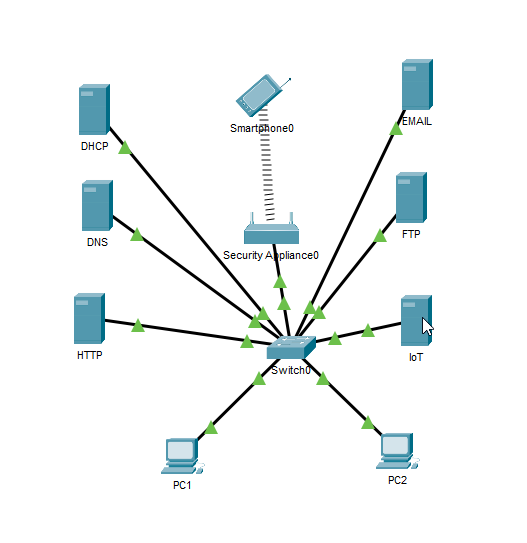 DHCP
Smartphone0
EMAIL
DNS
Security Appliance0
FTP
HTTP
Switch0
IoT
PC1
PC2